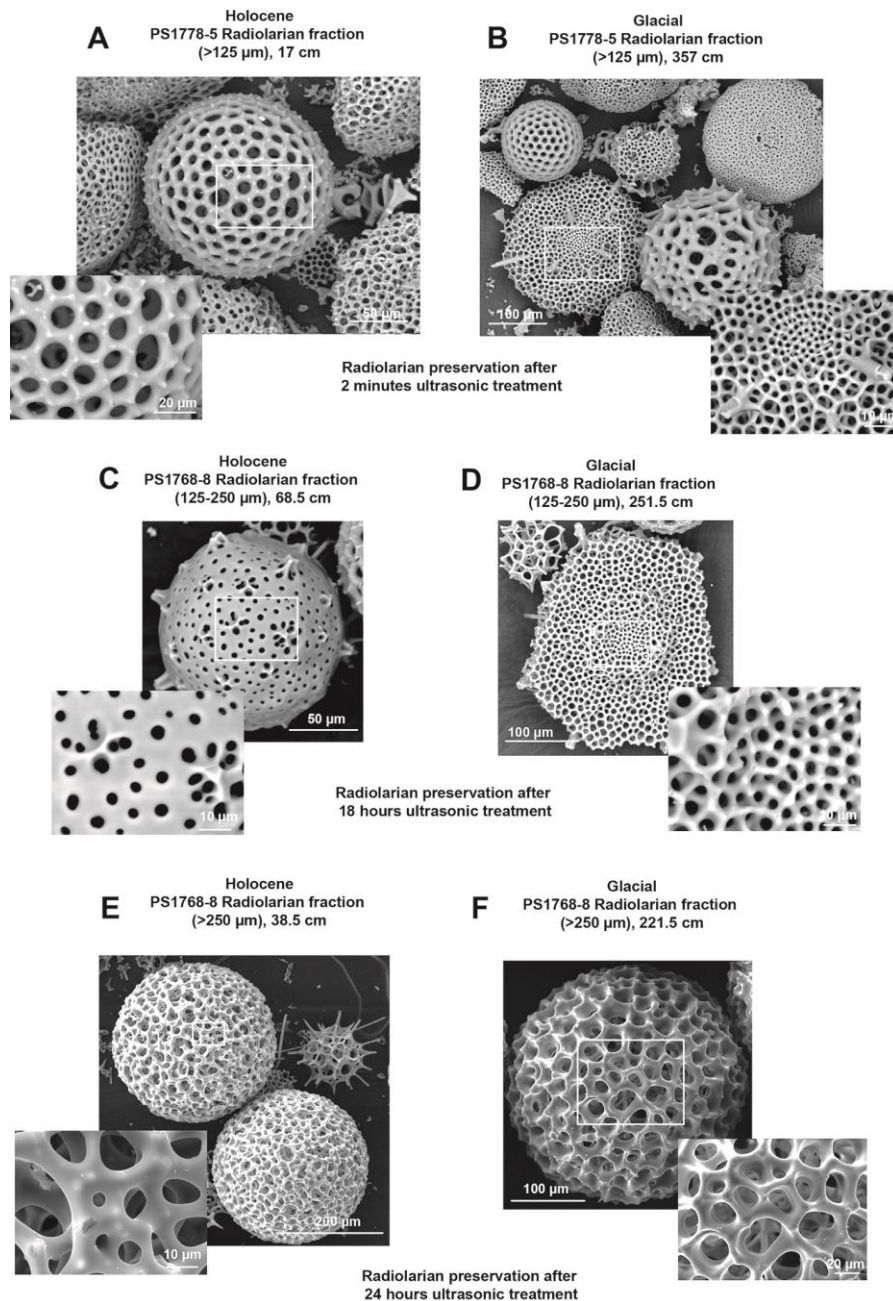 A
Holocene
PS1778-5 Radiolarian fraction
(>125 µm), 17 cm
50 µm
20 µm
B
Glacial
PS1778-5 Radiolarian fraction
(>125 µm), 357 cm
100 µm
10 µm
Radiolarian preservation after
2 minutes ultrasonic treatment
C
Holocene
PS1768-8 Radiolarian fraction
(125-250 µm), 68.5 cm
50 µm
10 µm
D
Glacial
PS1768-8 Radiolarian fraction
(125-250 µm), 251.5 cm
100 µm
10 µm
Radiolarian preservation after
18 hours ultrasonic treatment
E
Holocene
PS1768-8 Radiolarian fraction
(>250 µm), 38.5 cm
200 µm
10 µm
F
Glacial
PS1768-8 Radiolarian fraction
(>250 µm), 221.5 cm
100 µm
20 µm
Radiolarian preservation after
24 hours ultrasonic treatment